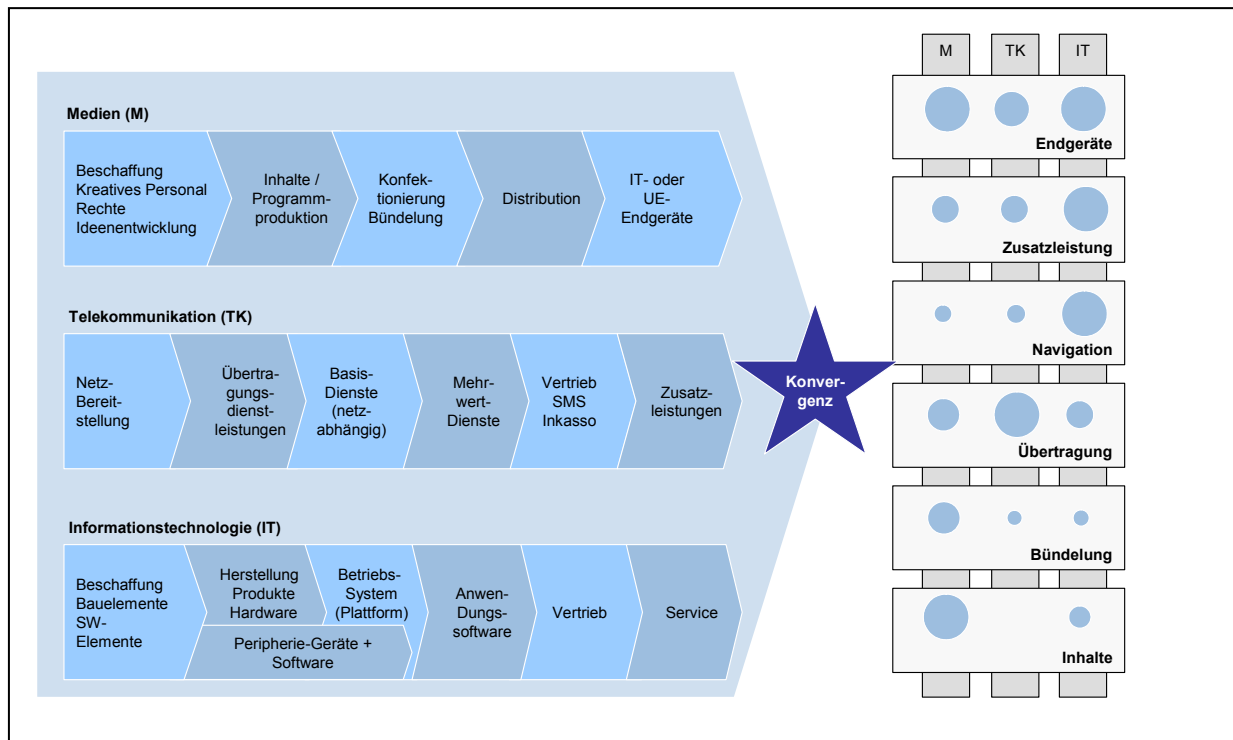 Medien (M)
Beschaffung
Kreatives Personal
Rechte
Ideenentwicklung
Inhalte /
Programm-
produktion
Konfek-
tionierung
Bündelung
Distribution
IT- oder
UE-
Endgeräte
Telekommunikation (TK)
Netz-
Bereit-
stellung
Übertra-
gungs-
dienst-
leistungen
Basis-
Dienste
(netz-
abhängig)
Mehr-
wert-
Dienste
Vertrieb
SMS
Inkasso
Zusatz-
leistungen
Informationstechnologie (IT)
Beschaffung
Bauelemente
SW-
Elemente
Herstellung
Produkte
Hardware
Betriebs-
System
(Plattform)
Peripherie-Geräte +
Software
Anwen-
Dungs-
software
Vertrieb
Service
Konver-
genz
M TK IT
Endgeräte
Zusatzleistung
Navigation
Übertragung
Bündelung
Inhalte